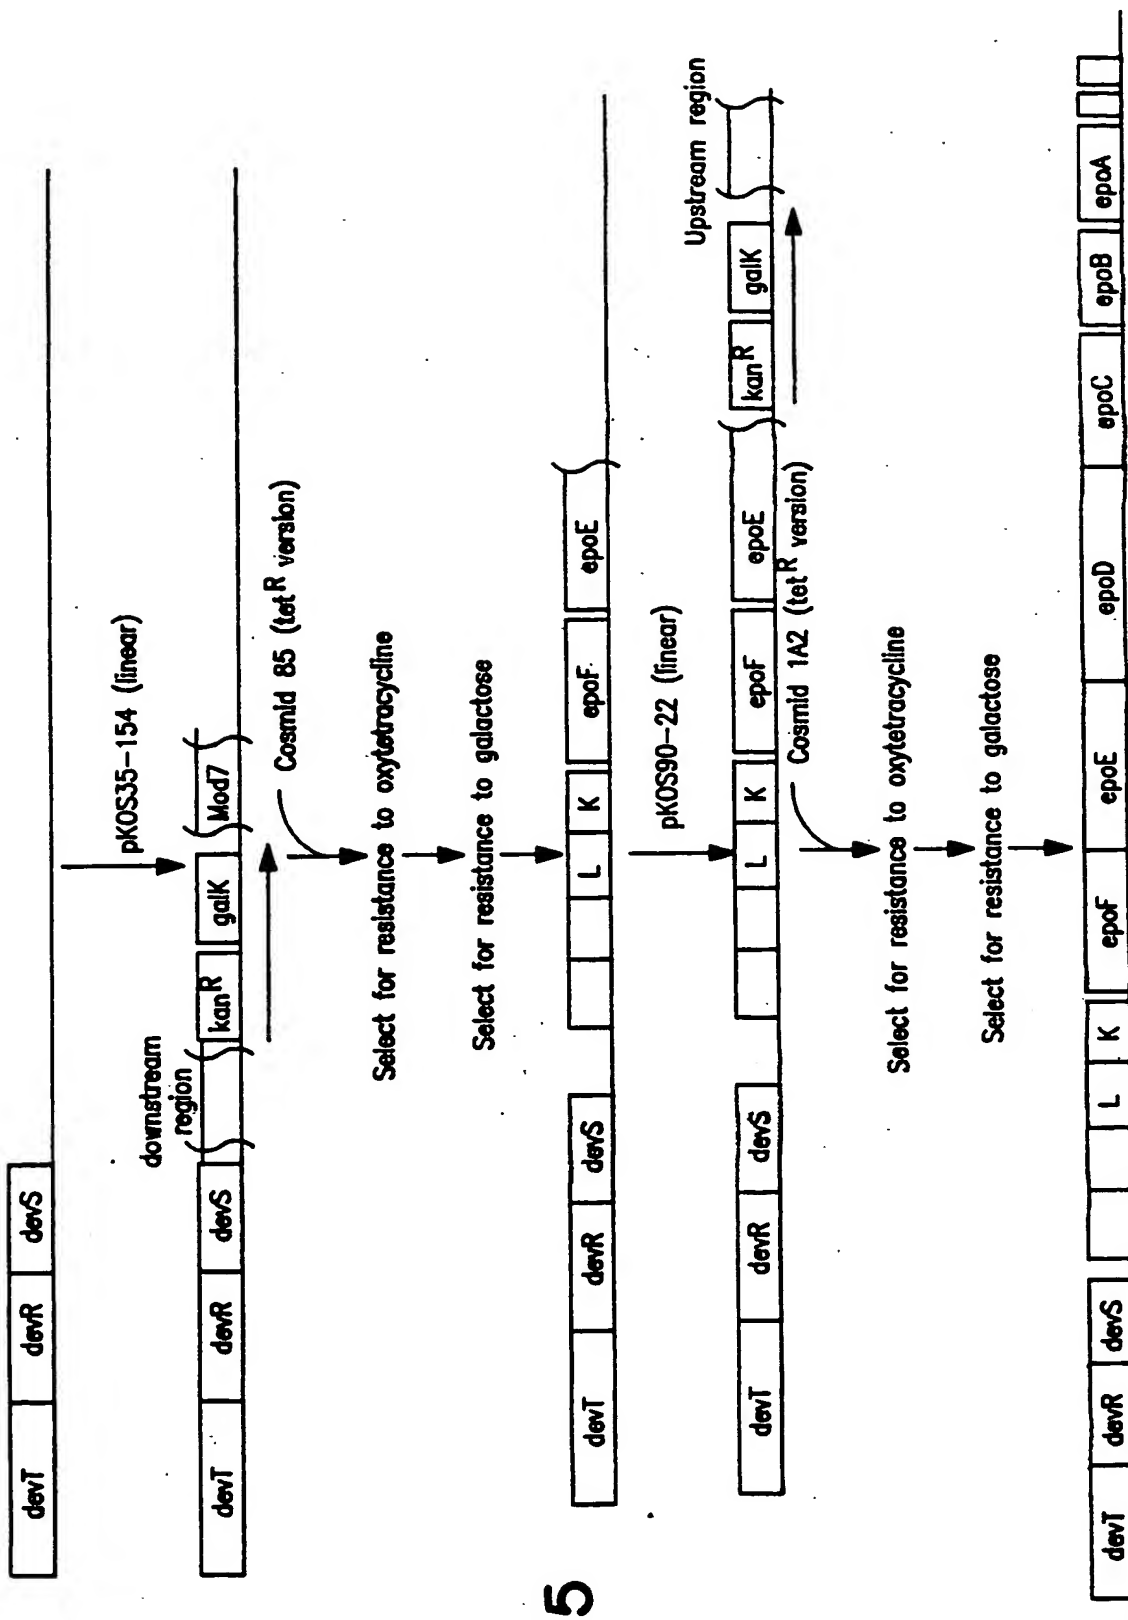 devT devR devS
pKOS35-154 (linear)
downstream
region
devT devR devS kanR galK Mod7
Cosmid 85 (tetR version)
Select for resistance to oxytetracycline
Select for resistance to galactose
devT devR devS L K epoF. epoE
pKOS90-22 (linear)
Upstream region
devT devR devS L K epoF epoE kanR galK
Cosmid 1A2 (tetR version)
Select for resistance to oxytetracycline
Select for resistance to galactose
devT devR devS L K epoF epoE epoD epoC epoB epoA
5